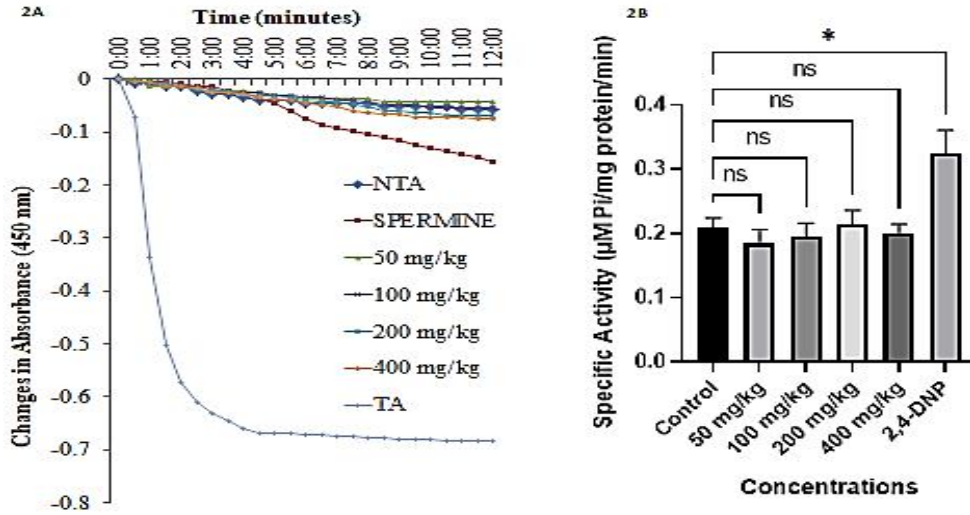 2A
Time (minutes)
0:00
1:00
2:00
3:00
4:00
5:00
6:00
7:00
8:00
9:00
10:00
11:00
12:00
0
-0.1
-0.2
-0.3
-0.4
-0.5
-0.6
-0.7
-0.8
Changes in Absorbance (450 nm)
NTA
SPERMINE
50 mg/kg
100 mg/kg
200 mg/kg
400 mg/kg
TA
2B
*
ns
ns
ns
ns
0.4
0.3
0.2
0.1
0.0
Specific Activity (µM Pi/mg protein/min)
Control
50 mg/kg
100 mg/kg
200 mg/kg
400 mg/kg
2,4-DNP
Concentrations